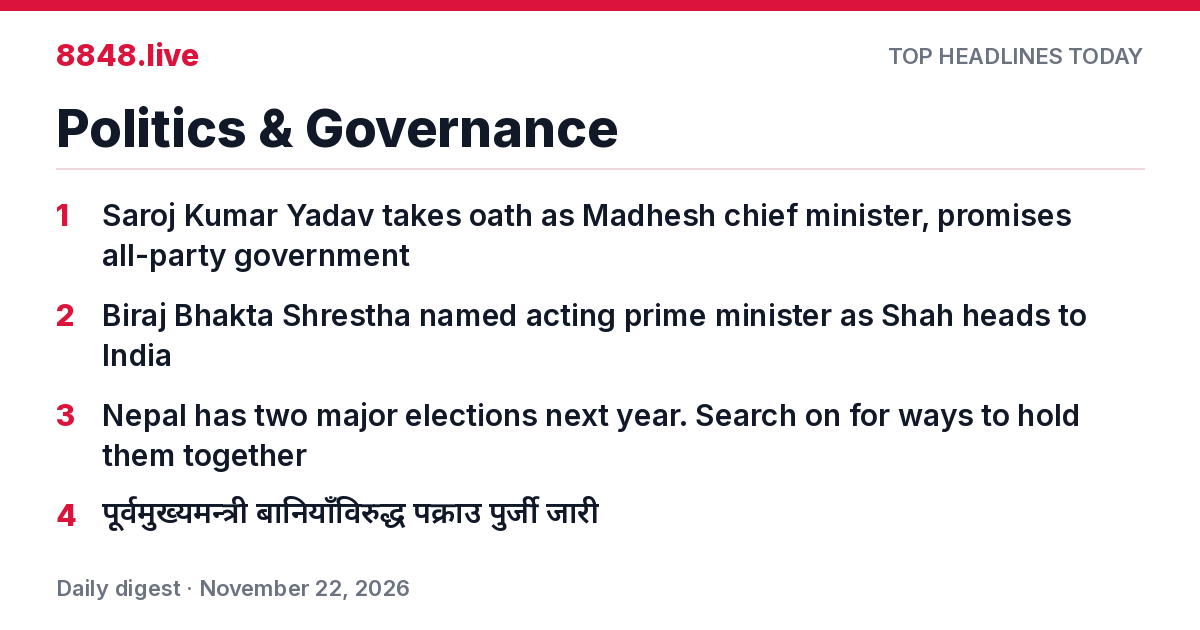 8848.live
TOP HEADLINES TODAY
Politics & Governance
1 Saroj Kumar Yadav takes oath as Madhesh chief minister, promises
all-party government
2 Biraj Bhakta Shrestha named acting prime minister as Shah heads to
India
3 Nepal has two major elections next year. Search on for ways to hold
them together
4 पूर्वमुख्यमन्त्री बानियाँविरुद्ध पक्राउ पुर्जी जारी
Daily digest · November 22, 2026